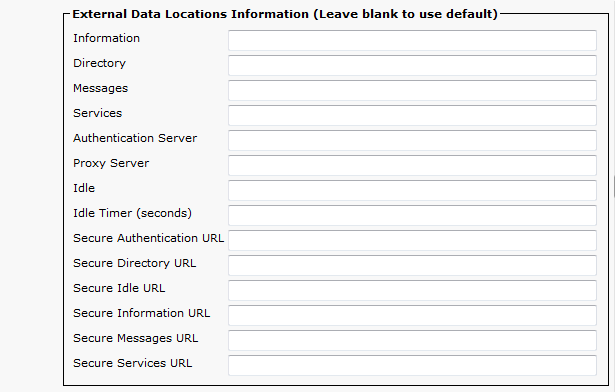 External Data Locations Information (Leave blank to use default)
Information
Directory
Messages
Services
Authentication Server
Proxy Server
Idle
Idle Timer (seconds)
Secure Authentication URL
Secure Directory URL
Secure Idle URL
Secure Information URL
Secure Messages URL
Secure Services URL